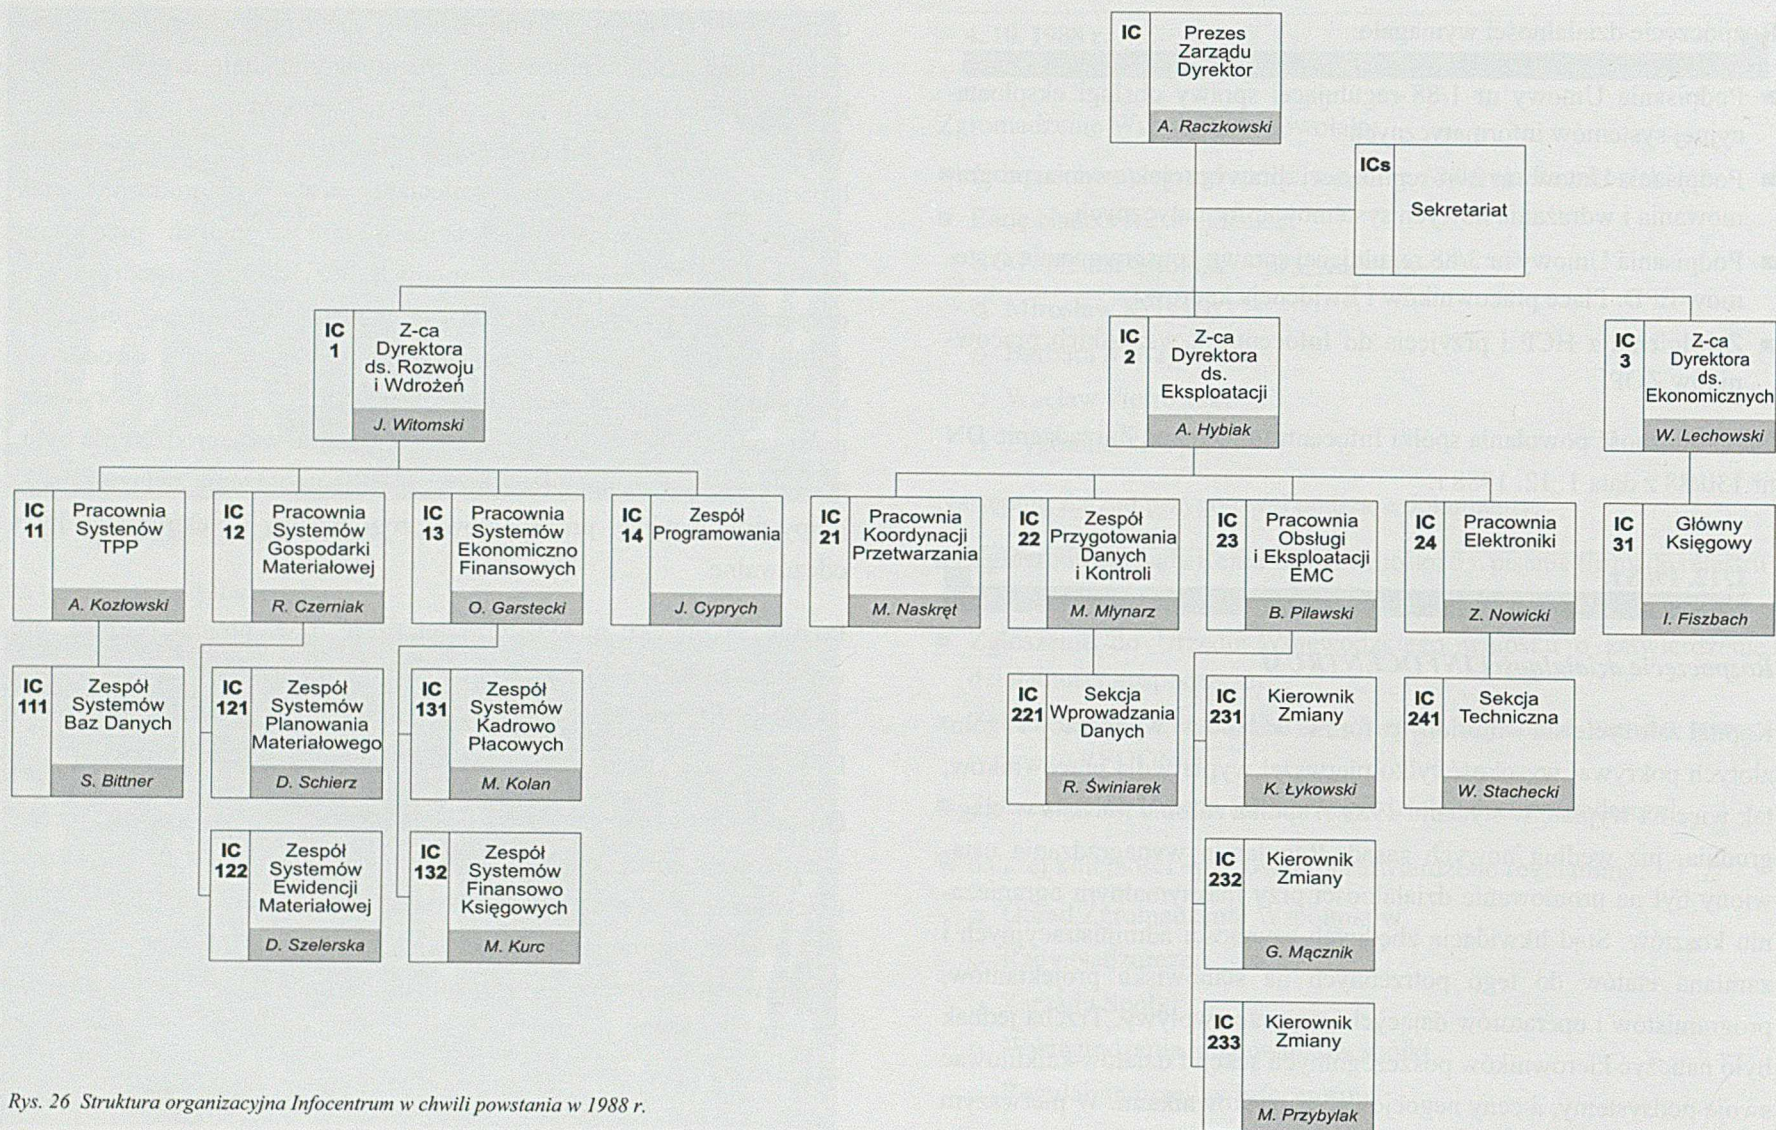 IC
Prezes
Zarządu
Dyrektor
A. Raczkowski
ICs
Sekretariat
IC
1
Z-ca
Dyrektora
ds. Rozwoju
i Wdrożeń
J. Witomski
IC
2
Z-ca
Dyrektora
ds.
Eksploatacji
A. Hybiak
IC
3
Z-ca
Dyrektora
ds.
Ekonomicznych
W. Lechowski
IC
11
Pracownia
Systenów
TPP
A. Kozłowski
IC
12
Pracownia
Systemów
Gospodarki
Materiałowej
R. Czerniak
IC
13
Pracownia
Systemów
Ekonomiczno
Finansowych
O. Garstecki
IC
14
Zespół
Programowania
J. Cyprych
IC
21
Pracownia
Koordynacji
Przetwarzania
M. Naskręt
IC
22
Zespół
Przygotowania
Danych
i Kontroli
M. Młynarz
IC
23
Pracownia
Obsługi
i Eksploatacji
EMC
B. Pilawski
IC
24
Pracownia
Elektroniki
Z. Nowicki
IC
31
Główny
Księgowy
I. Fiszbach
IC
111
Zespół
Systemów
Baz Danych
S. Bittner
IC
121
Zespół
Systemów
Planowania
Materiałowego
D. Schierz
IC
131
Zespół
Systemów
Kadrowo
Płacowych
M. Kolan
IC
221
Sekcja
Wprowadzania
Danych
R. Świniarek
IC
231
Kierownik
Zmiany
K. Łykowski
IC
241
Sekcja
Techniczna
W. Stachecki
IC
122
Zespół
Systemów
Ewidencji
Materiałowej
D. Szelerska
IC
132
Zespół
Systemów
Finansowo
Księgowych
M. Kurc
IC
232
Kierownik
Zmiany
G. Mącznik
IC
233
Kierownik
Zmiany
M. Przybylak
Rys. 26 Struktura organizacyjna Infocentrum w chwili powstania w 1988 r.